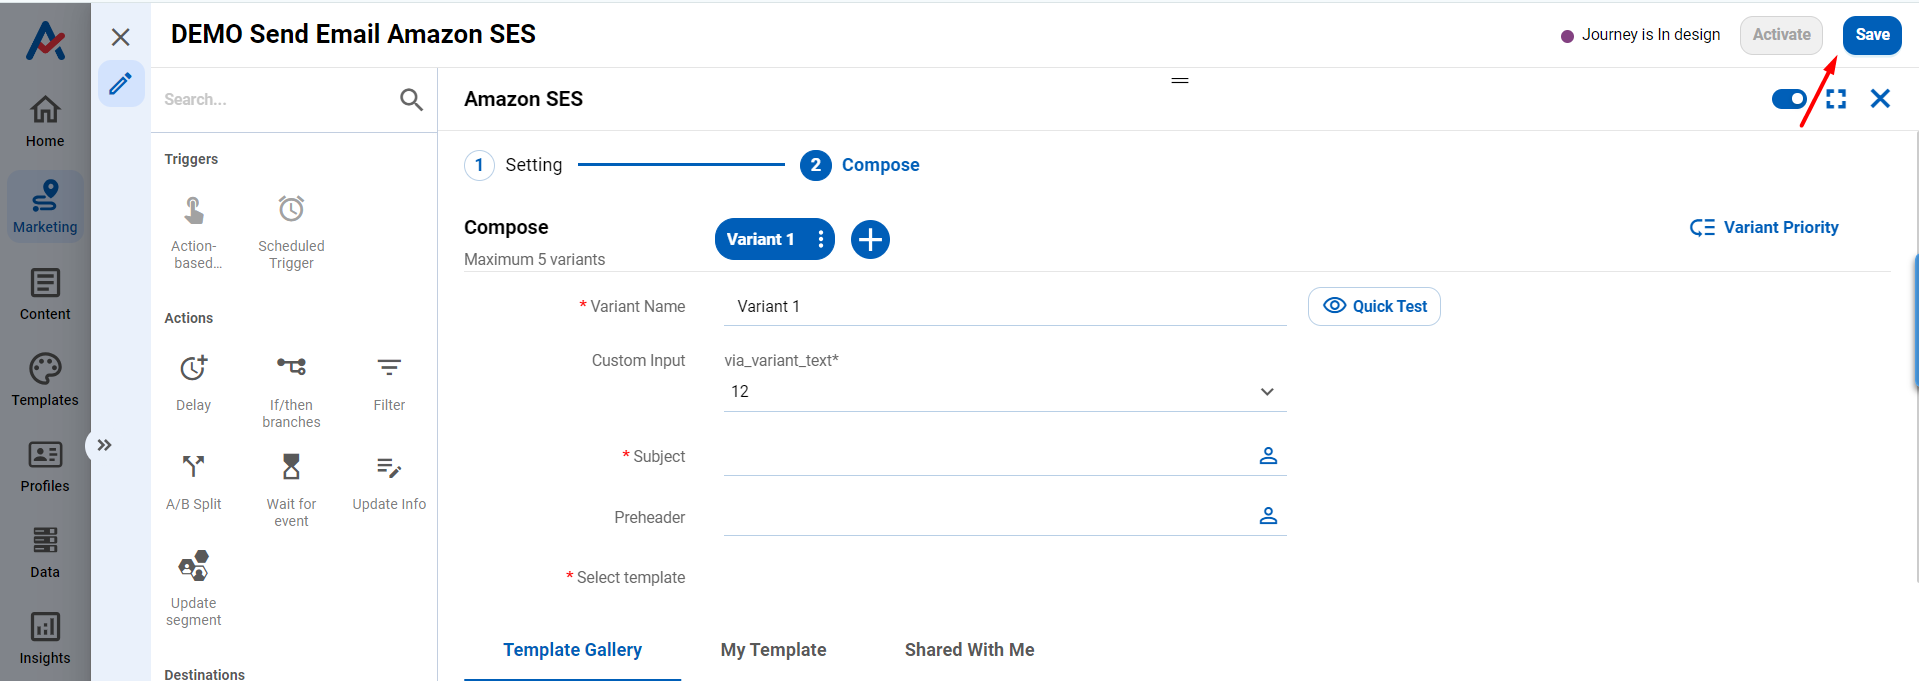 DEMO Send Email Amazon SES
Journey is In design
Activate
Save
Home
Marketing
Content
Templates
Profiles
Data
Insights
Search...
Triggers
Action-
based...
Scheduled
Trigger
Actions
Delay
If/then
branches
Filter
A/B Split
Wait for
event
Update Info
Update
segment
Destinations
Amazon SES
1 Setting
2 Compose
Compose
Maximum 5 variants
Variant 1
Variant Priority
* Variant Name
Variant 1
Quick Test
Custom Input
via_variant_text*
12
* Subject
Preheader
* Select template
Template Gallery
My Template
Shared With Me